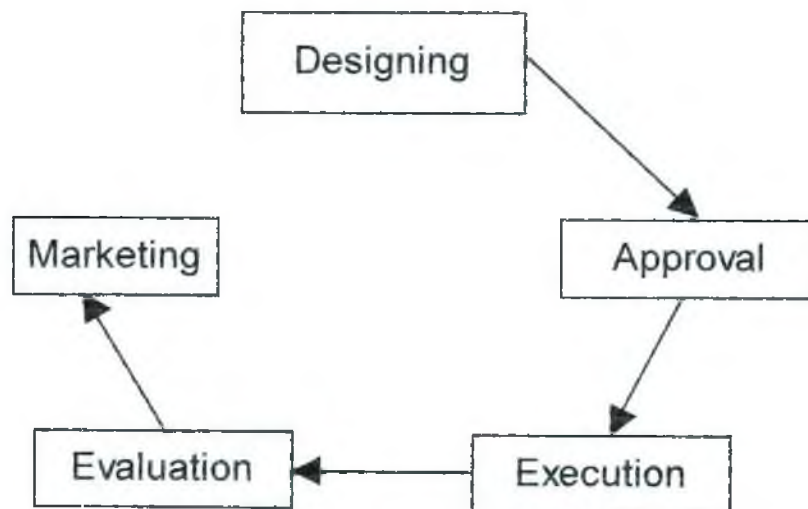 Designing
Approval
Execution
Evaluation
Marketing